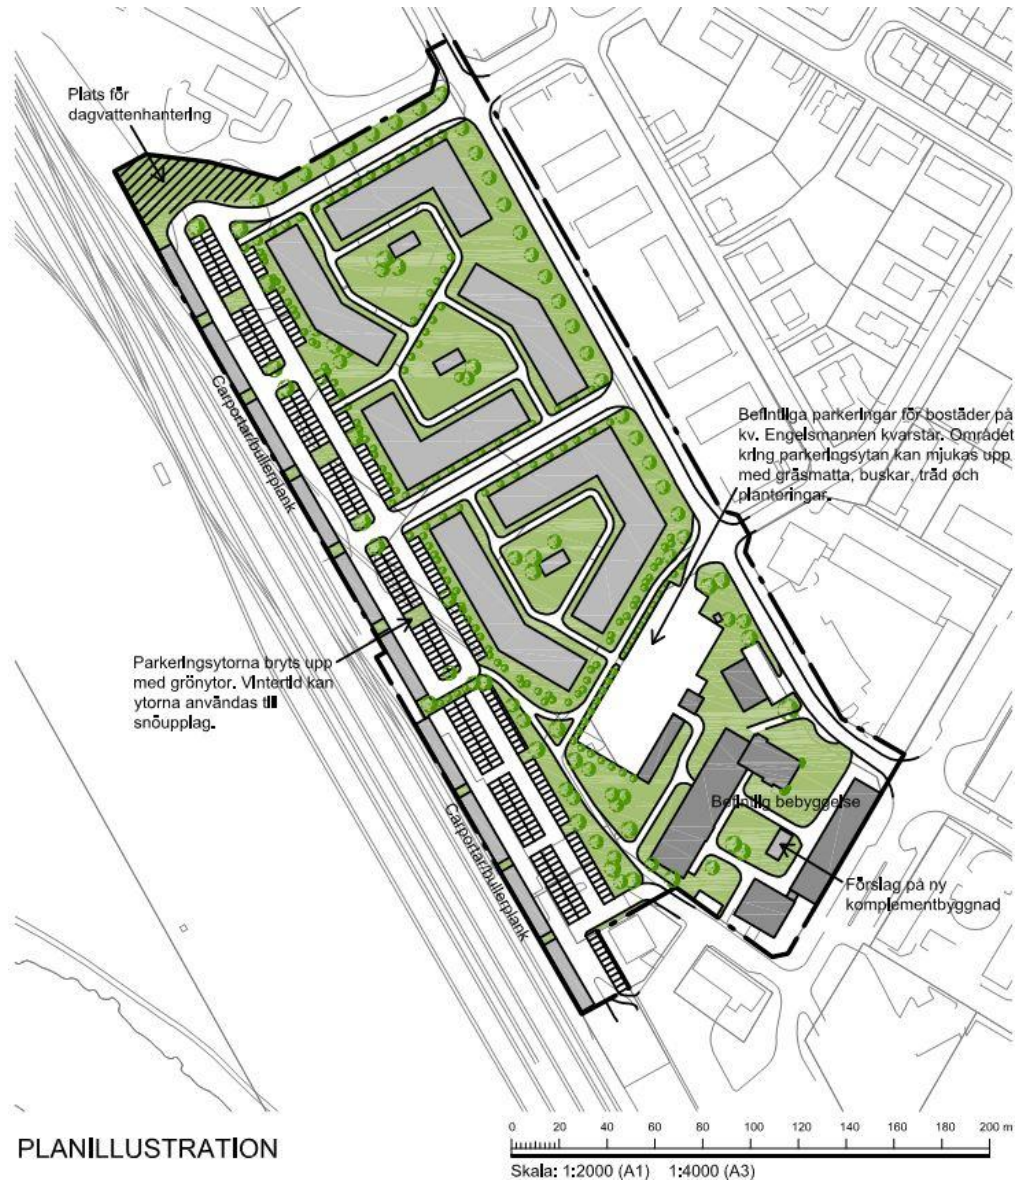 Plats för
dagvattenhantering
Carportar/bullerplank
Befintliga parkeringar för bostäder på
kv. Engelsmannen kvarstår. Området
kring parkeringsytan kan mjukas upp
med gräsmatta, buskar, träd och
planteringar.
Parkeringsytorna bryts upp
med grönytor. Vintertid kan
ytorna användas till
snöupplag.
Carportar/bullerplank
Befintlig bebyggelse
Förslag på ny
komplementbyggnad
PLANILLUSTRATION
0 20 40 60 80 100 120 140 160 180 200 m
Skala: 1:2000 (A1) 1:4000 (A3)